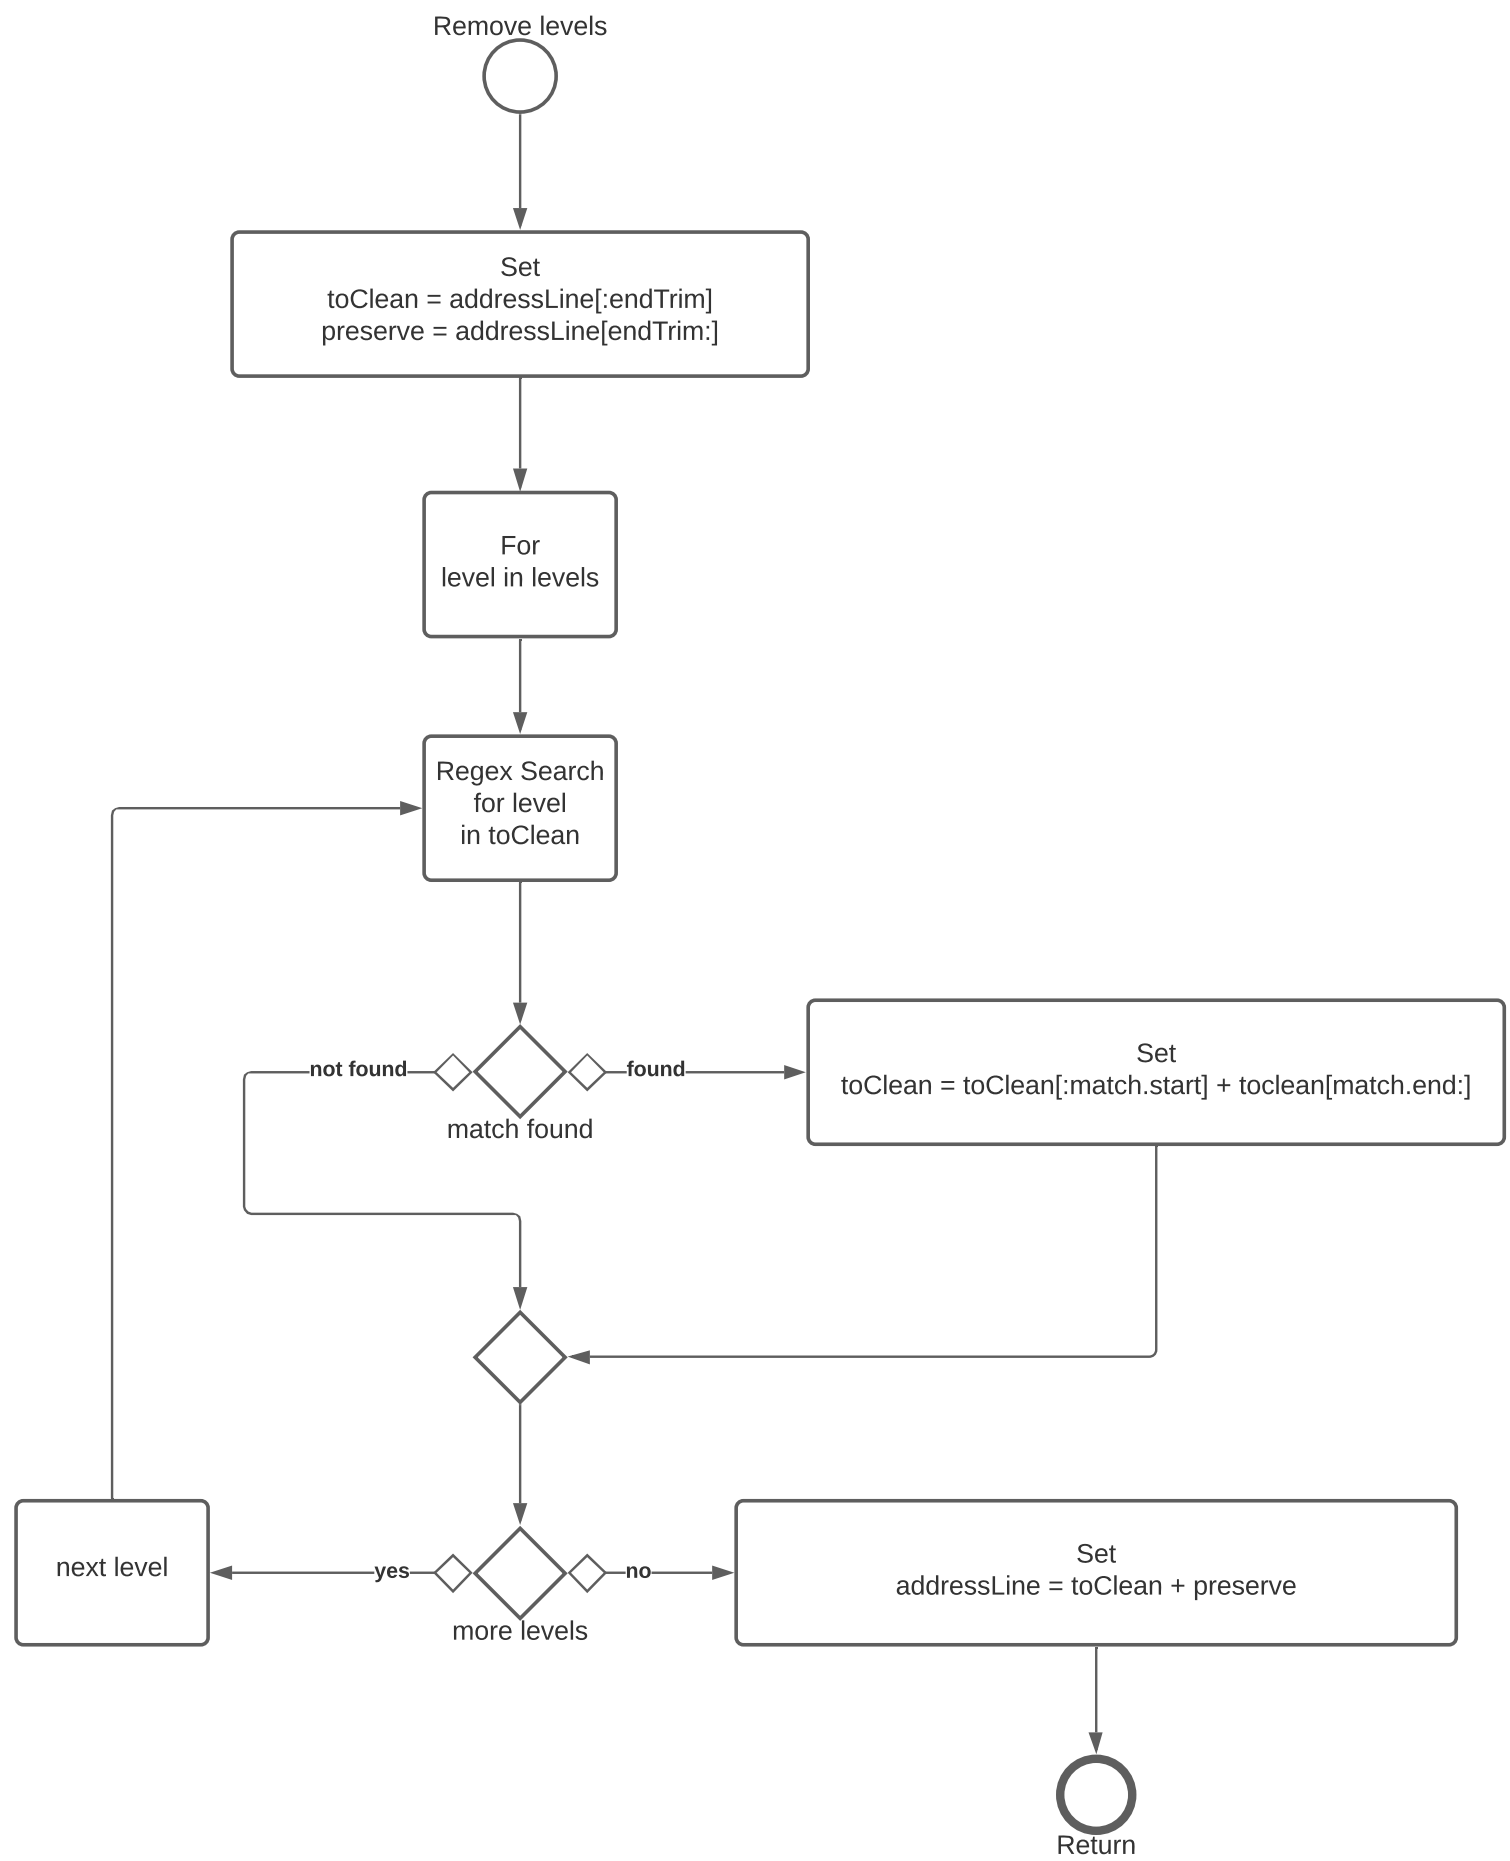 Remove levels
Set
toClean = addressLine[:endTrim]
preserve = addressLine[endTrim:]
For
level in levels
Regex Search
for level
in toClean
not found
found
match found
Set
toClean = toClean[:match.start] + toclean[match.end:]
next level
yes
no
more levels
Set
addressLine = toClean + preserve
Return